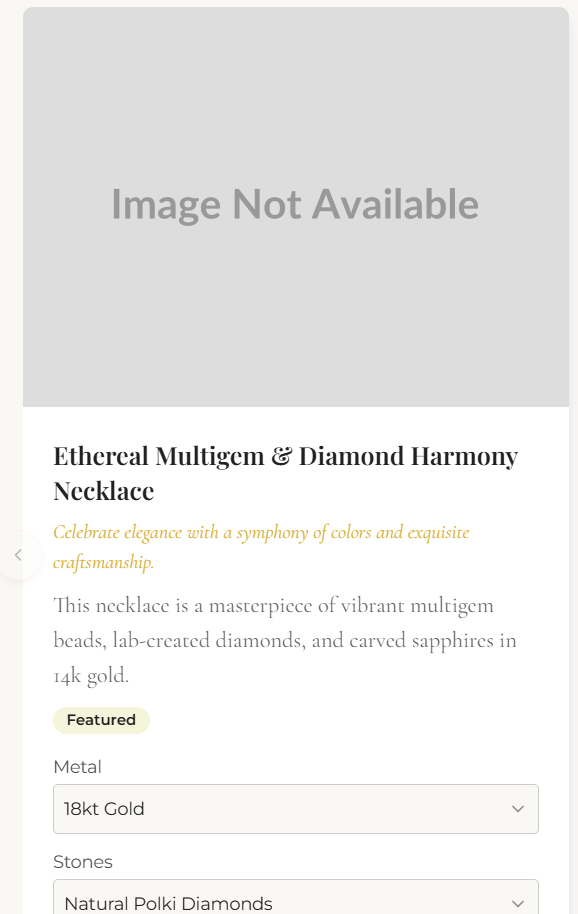 Image Not Available
Ethereal Multigem & Diamond Harmony
Necklace
Celebrate elegance with a symphony of colors and exquisite
craftsmanship.
This necklace is a masterpiece of vibrant multigem
beads, lab-created diamonds, and carved sapphires in
14k gold.
Featured
Metal
18kt Gold
Stones
Natural Polki Diamonds